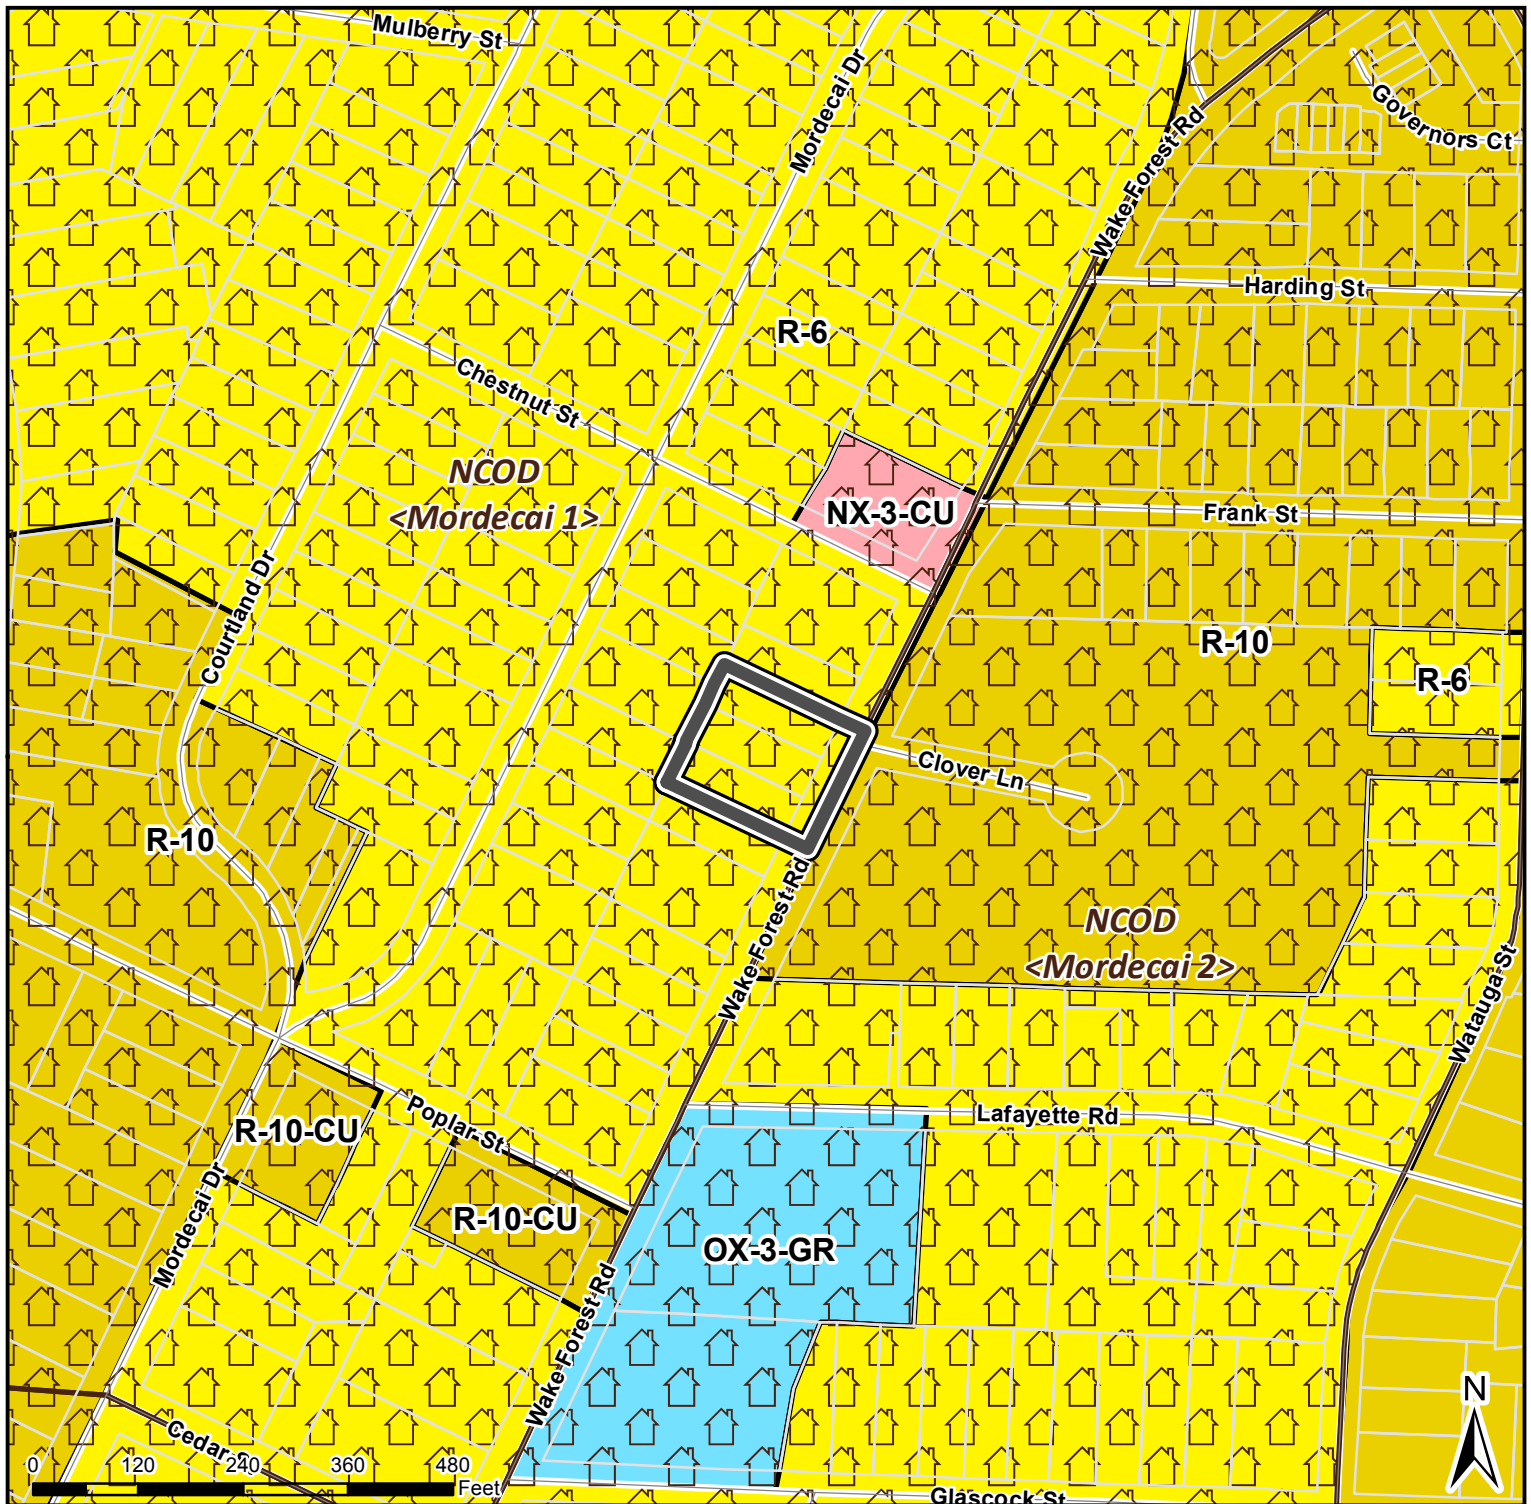 Mulberry St
Mordecai Dr
Governors Ct
Wake Forest Rd
Harding St
R-6
Chestnut St
NCOD
<Mordecai 1>
NX-3-CU
Frank St
Courtland Dr
R-10
R-6
Clover Ln
R-10
Wake Forest Rd
NCOD
<Mordecai 2>
Watauga St
Poplar St
Lafayette Rd
R-10-CU
Mordecai Dr
R-10-CU
OX-3-GR
Wake Forest Rd
N
Cedar St
0 120 240 360 480
Feet
Glascock St